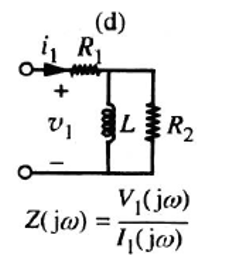 (d)
i₁ R₁
+
v₁ L R₂
−
Z(jω) = V₁(jω) / I₁(jω)